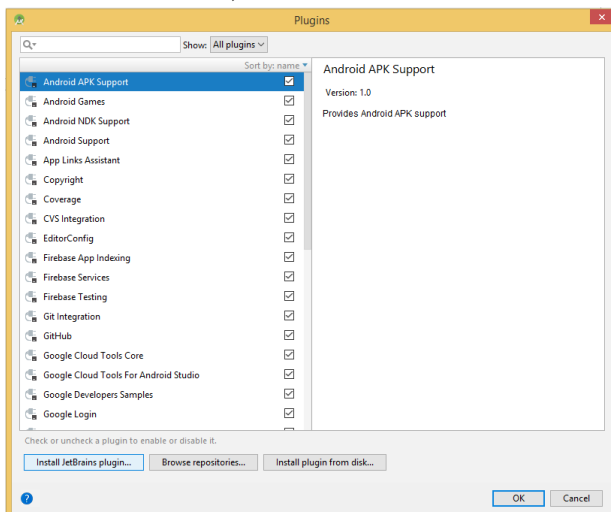 Plugins
Show: All plugins
Sort by: name
Android APK Support
Android Games
Android NDK Support
Android Support
App Links Assistant
Copyright
Coverage
CVS Integration
EditorConfig
Firebase App Indexing
Firebase Services
Firebase Testing
Git Integration
GitHub
Google Cloud Tools Core
Google Cloud Tools For Android Studio
Google Developers Samples
Google Login
Android APK Support
Version: 1.0
Provides Android APK support
Check or uncheck a plugin to enable or disable it.
Install JetBrains plugin... Browse repositories... Install plugin from disk...
? OK Cancel